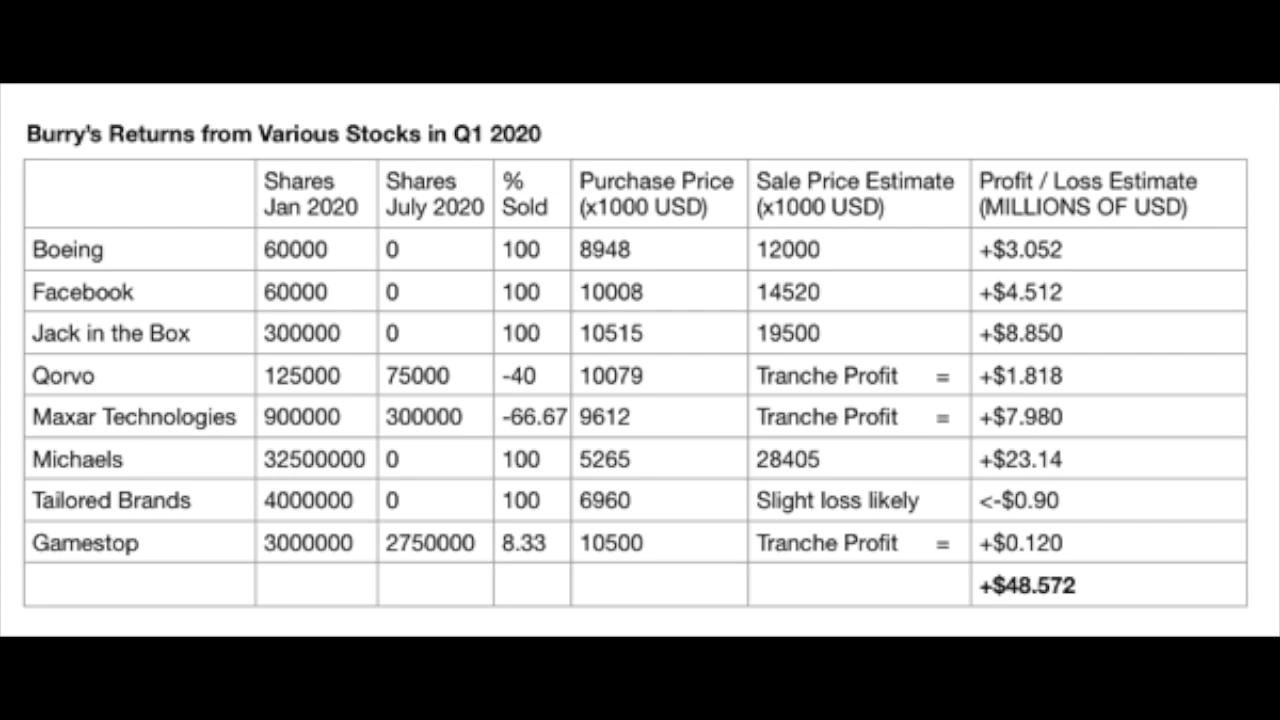 Burry's Returns from Various Stocks in Q1 2020
Shares Jan 2020 Shares July 2020 % Sold Purchase Price (x1000 USD) Sale Price Estimate (x1000 USD) Profit / Loss Estimate (MILLIONS OF USD)
Boeing 60000 0 100 8948 12000 +$3.052
Facebook 60000 0 100 10008 14520 +$4.512
Jack in the Box 300000 0 100 10515 19500 +$8.850
Qorvo 125000 75000 -40 10079 Tranche Profit = +$1.818
Maxar Technologies 900000 300000 -66.67 9612 Tranche Profit = +$7.980
Michaels 32500000 0 100 5265 28405 +$23.14
Tailored Brands 4000000 0 100 6960 Slight loss likely <-$0.90
Gamestop 3000000 2750000 8.33 10500 Tranche Profit = +$0.120
+$48.572